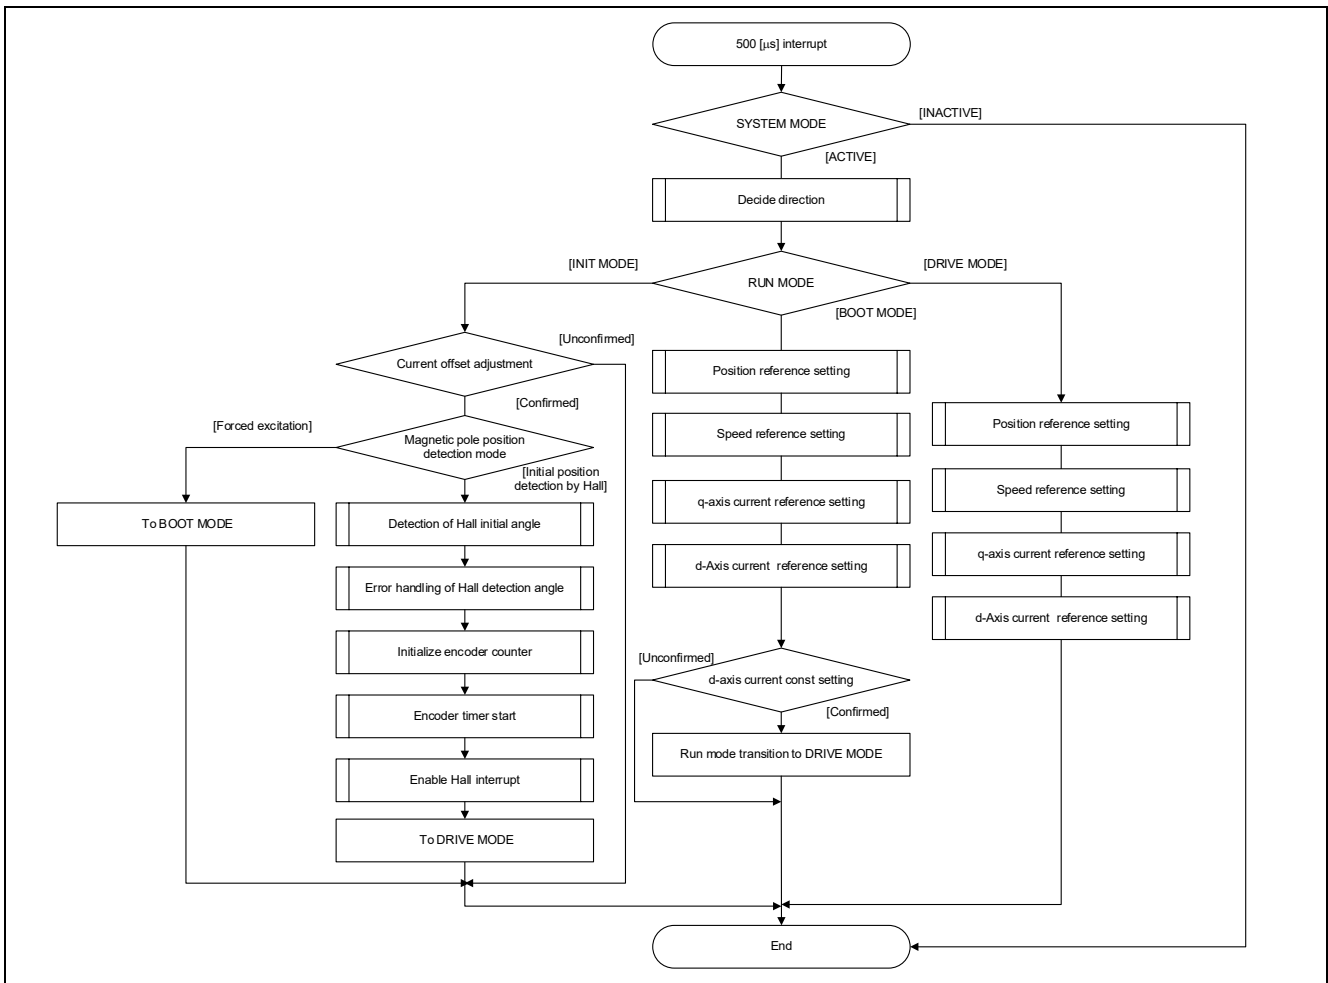 500 [μs] interrupt
SYSTEM MODE
[INACTIVE]
[ACTIVE]
Decide direction
[INIT MODE]
RUN MODE
[DRIVE MODE]
[BOOT MODE]
[Unconfirmed]
Current offset adjustment
[Confirmed]
[Forced excitation]
Magnetic pole position
detection mode
[Initial position
detection by Hall]
To BOOT MODE
Detection of Hall initial angle
Error handling of Hall detection angle
Initialize encoder counter
Encoder timer start
Enable Hall interrupt
To DRIVE MODE
Position reference setting
Speed reference setting
q-axis current reference setting
d-Axis current  reference setting
[Unconfirmed]
d-axis current const setting
[Confirmed]
Run mode transition to DRIVE MODE
Position reference setting
Speed reference setting
q-axis current reference setting
d-Axis current  reference setting
End